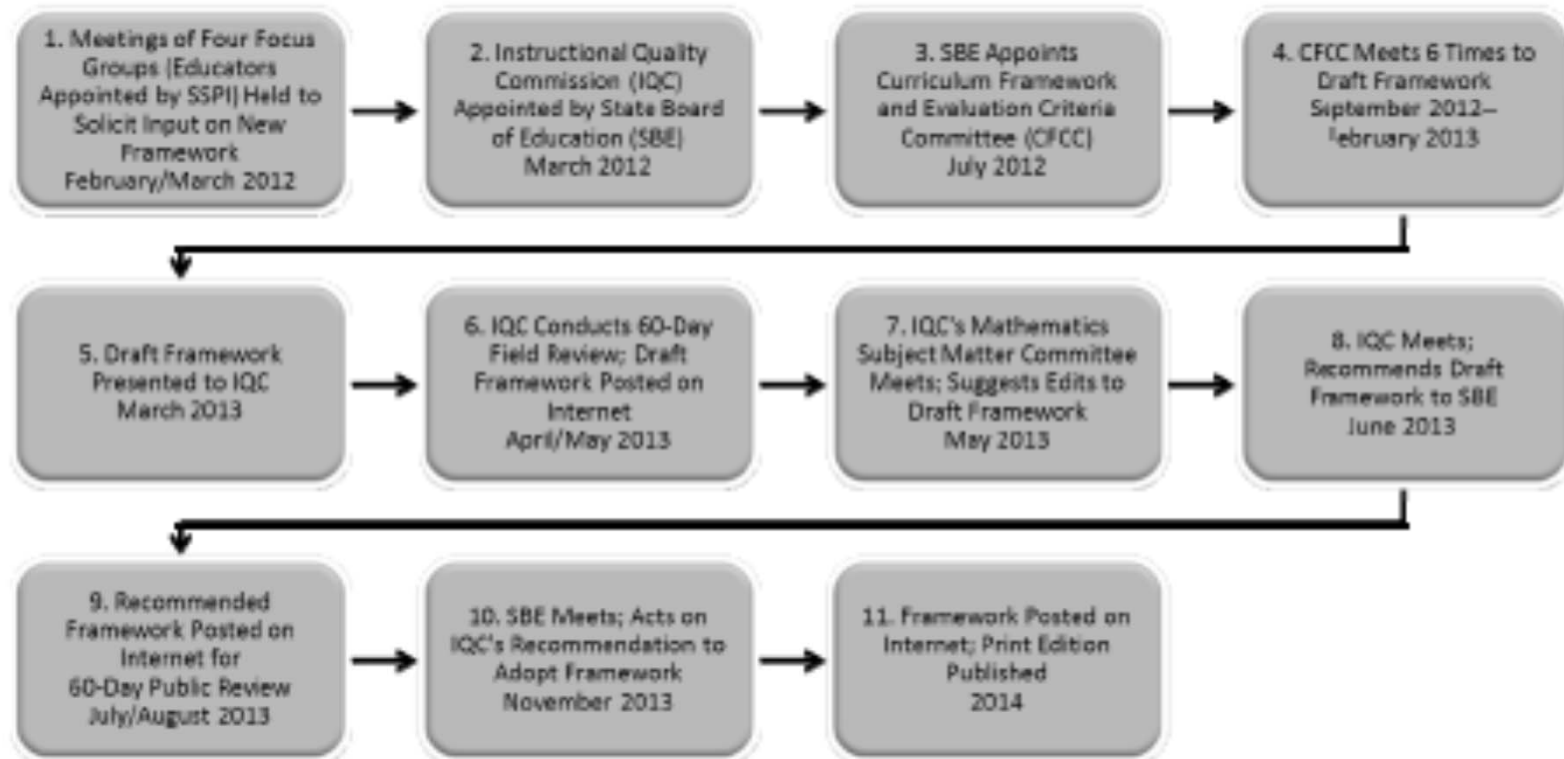 1. Meetings of Four Focus
Groups (Educators
Appointed by SSPI) Held to
Solicit Input on New
Framework
February/March 2012
2. Instructional Quality
Commission (IQC)
Appointed by State Board
of Education (SBE)
March 2012
3. SBE Appoints
Curriculum Framework
and Evaluation Criteria
Committee (CFCC)
July 2012
4. CFCC Meets 6 Times to
Draft Framework
September 2012–
February 2013
5. Draft Framework
Presented to IQC
March 2013
6. IQC Conducts 60-Day
Field Review; Draft
Framework Posted on
Internet
April/May 2013
7. IQC's Mathematics
Subject Matter Committee
Meets; Suggests Edits to
Draft Framework
May 2013
8. IQC Meets;
Recommends Draft
Framework to SBE
June 2013
9. Recommended
Framework Posted on
Internet for
60-Day Public Review
July/August 2013
10. SBE Meets; Acts on
IQC's Recommendation to
Adopt Framework
November 2013
11. Framework Posted on
Internet; Print Edition
Published
2014